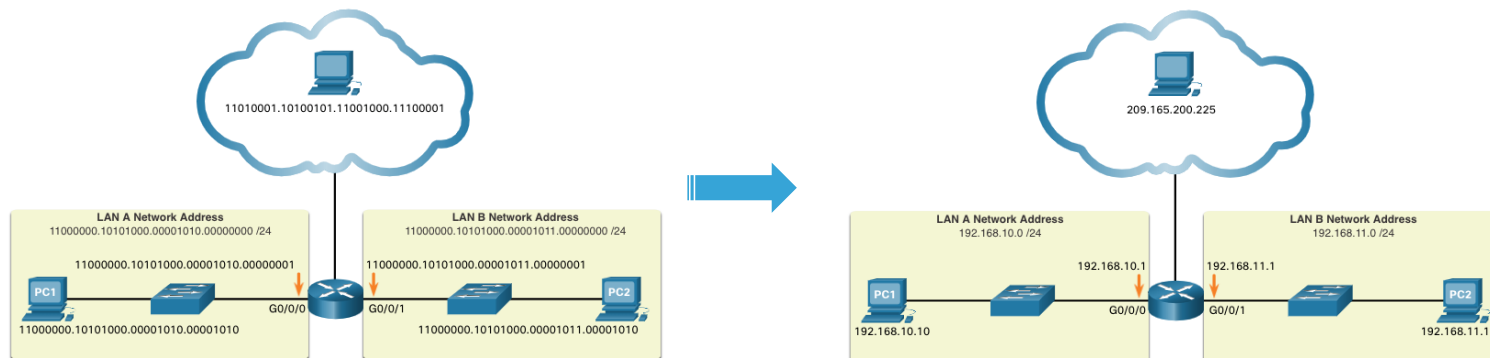 11010001.10100101.11001000.11100001
LAN A Network Address
11000000.10101000.00001010.00000000 /24
LAN B Network Address
11000000.10101000.00001011.00000000 /24
11000000.10101000.00001010.00000001
11000000.10101000.00001011.00000001
PC1
PC2
G0/0/0
G0/0/1
11000000.10101000.00001010.00001010
11000000.10101000.00001011.00001010
209.165.200.225
LAN A Network Address
192.168.10.0 /24
LAN B Network Address
192.168.11.0 /24
192.168.10.1
192.168.11.1
PC1
PC2
G0/0/0
G0/0/1
192.168.10.10
192.168.11.1